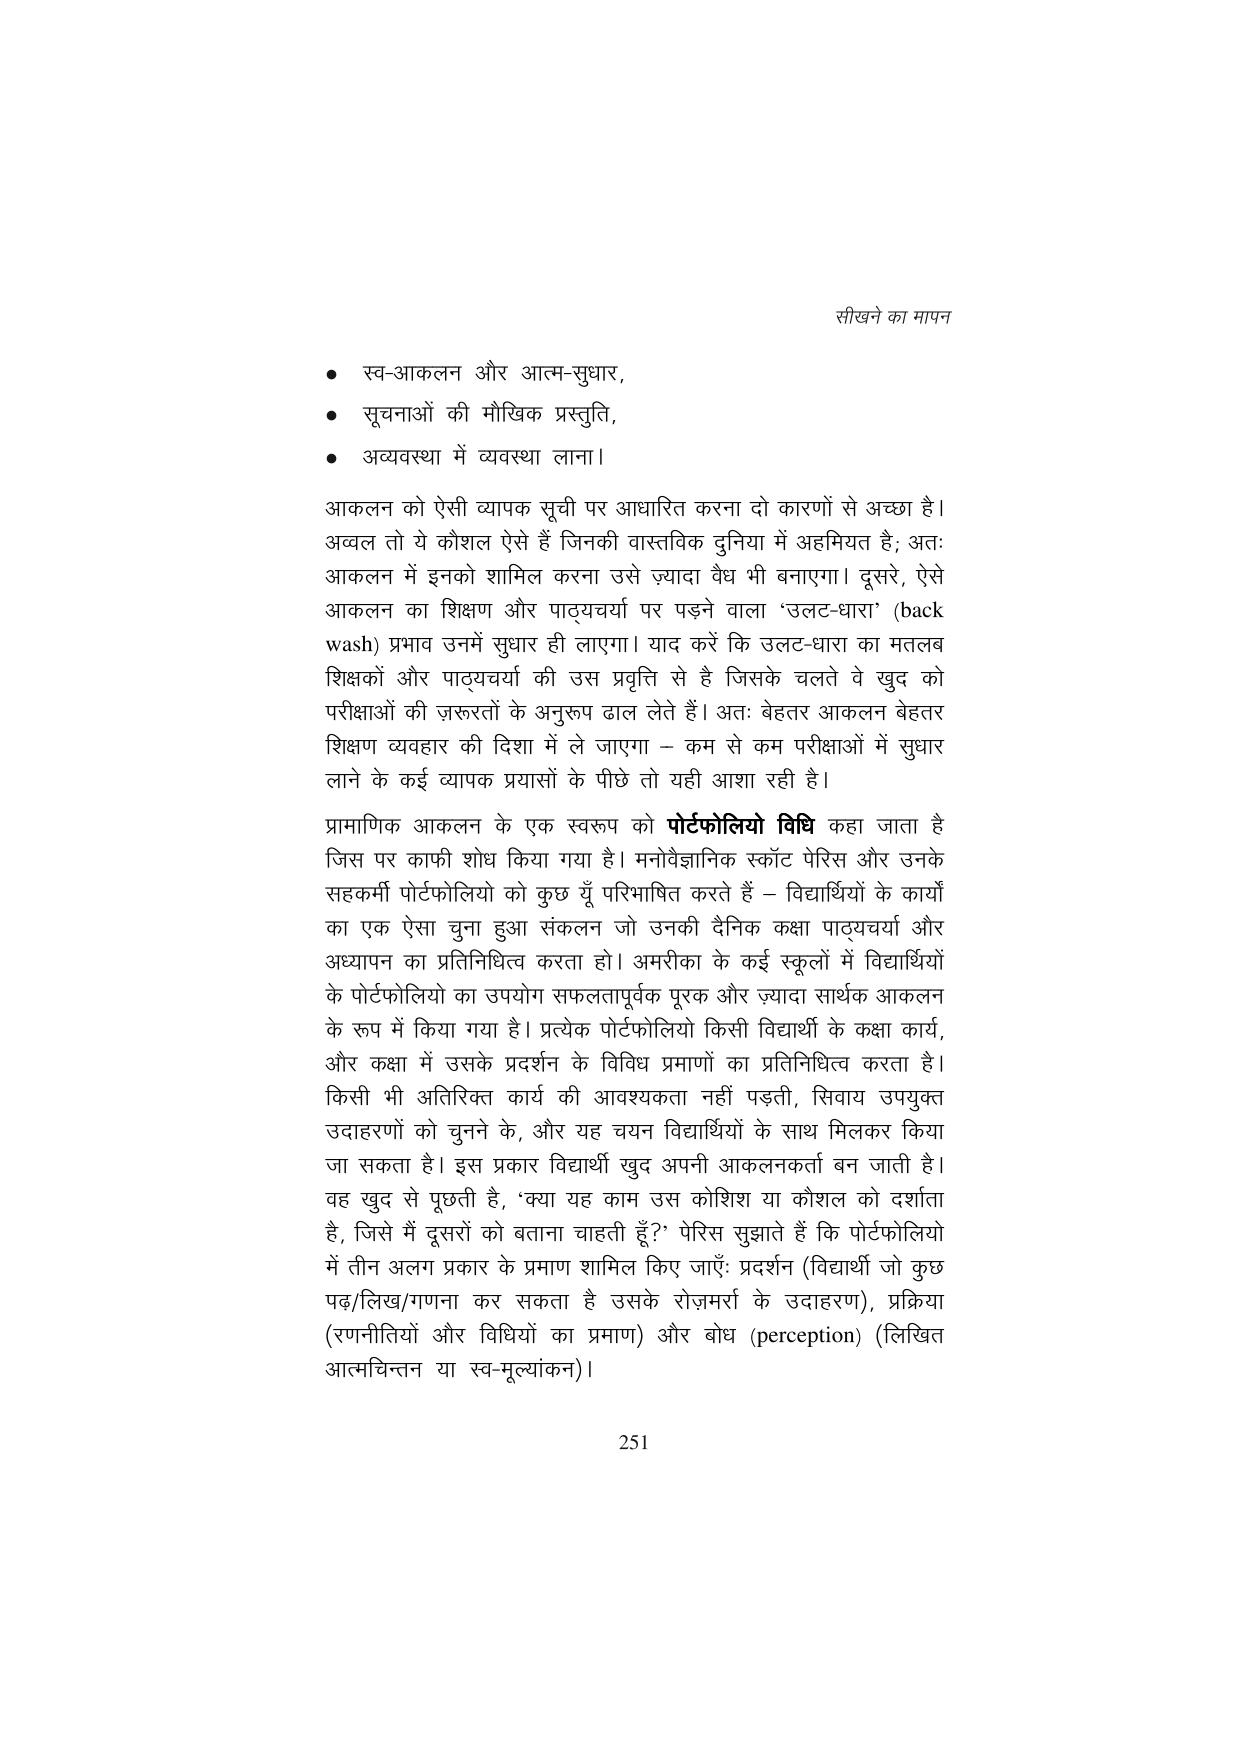 सीखने का मापन
● स्व-आकलन और आत्म-सुधार,
● सूचनाओं की मौखिक प्रस्तुति,
● अव्यवस्था में व्यवस्था लाना।
आकलन को ऐसी व्यापक सूची पर आधारित करना दो कारणों से अच्छा है।
अव्वल तो ये कौशल ऐसे हैं जिनकी वास्तविक दुनिया में अहमियत है; अतः
आकलन में इनको शामिल करना उसे ज़्यादा वैध भी बनाएगा। दूसरे, ऐसे
आकलन का शिक्षण और पाठ्यचर्या पर पड़ने वाला ‘उलट-धारा’ (back
wash) प्रभाव उनमें सुधार ही लाएगा। याद करें कि उलट-धारा का मतलब
शिक्षकों और पाठ्यचर्या की उस प्रवृत्ति से है जिसके चलते वे खुद को
परीक्षाओं की ज़रूरतों के अनुरूप ढाल लेते हैं। अतः बेहतर आकलन बेहतर
शिक्षण व्यवहार की दिशा में ले जाएगा – कम से कम परीक्षाओं में सुधार
लाने के कई व्यापक प्रयासों के पीछे तो यही आशा रही है।
प्रामाणिक आकलन के एक स्वरूप को पोर्टफोलियो विधि कहा जाता है
जिस पर काफी शोध किया गया है। मनोवैज्ञानिक स्कॉट पेरिस और उनके
सहकर्मी पोर्टफोलियो को कुछ यूँ परिभाषित करते हैं – विद्यार्थियों के कार्यों
का एक ऐसा चुना हुआ संकलन जो उनकी दैनिक कक्षा पाठ्यचर्या और
अध्यापन का प्रतिनिधित्व करता हो। अमरीका के कई स्कूलों में विद्यार्थियों
के पोर्टफोलियो का उपयोग सफलतापूर्वक पूरक और ज़्यादा सार्थक आकलन
के रूप में किया गया है। प्रत्येक पोर्टफोलियो किसी विद्यार्थी के कक्षा कार्य,
और कक्षा में उसके प्रदर्शन के विविध प्रमाणों का प्रतिनिधित्व करता है।
किसी भी अतिरिक्त कार्य की आवश्यकता नहीं पड़ती, सिवाय उपयुक्त
उदाहरणों को चुनने के, और यह चयन विद्यार्थियों के साथ मिलकर किया
जा सकता है। इस प्रकार विद्यार्थी खुद अपनी आकलनकर्ता बन जाती है।
वह खुद से पूछती है, ‘क्या यह काम उस कोशिश या कौशल को दर्शाता
है, जिसे मैं दूसरों को बताना चाहती हूँ?’ पेरिस सुझाते हैं कि पोर्टफोलियो
में तीन अलग प्रकार के प्रमाण शामिल किए जाएँः प्रदर्शन (विद्यार्थी जो कुछ
पढ़/लिख/गणना कर सकता है उसके रोज़मर्रा के उदाहरण), प्रक्रिया
(रणनीतियों और विधियों का प्रमाण) और बोध (perception) (लिखित
आत्मचिन्तन या स्व-मूल्यांकन)।
251